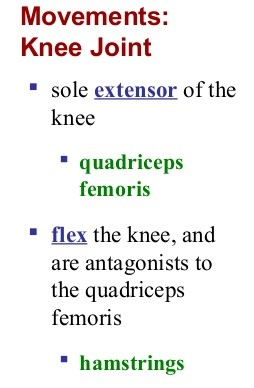 Movements:
Knee Joint
▪ sole extensor of the
knee
▪ quadriceps
femoris
▪ flex the knee, and
are antagonists to
the quadriceps
femoris
▪ hamstrings